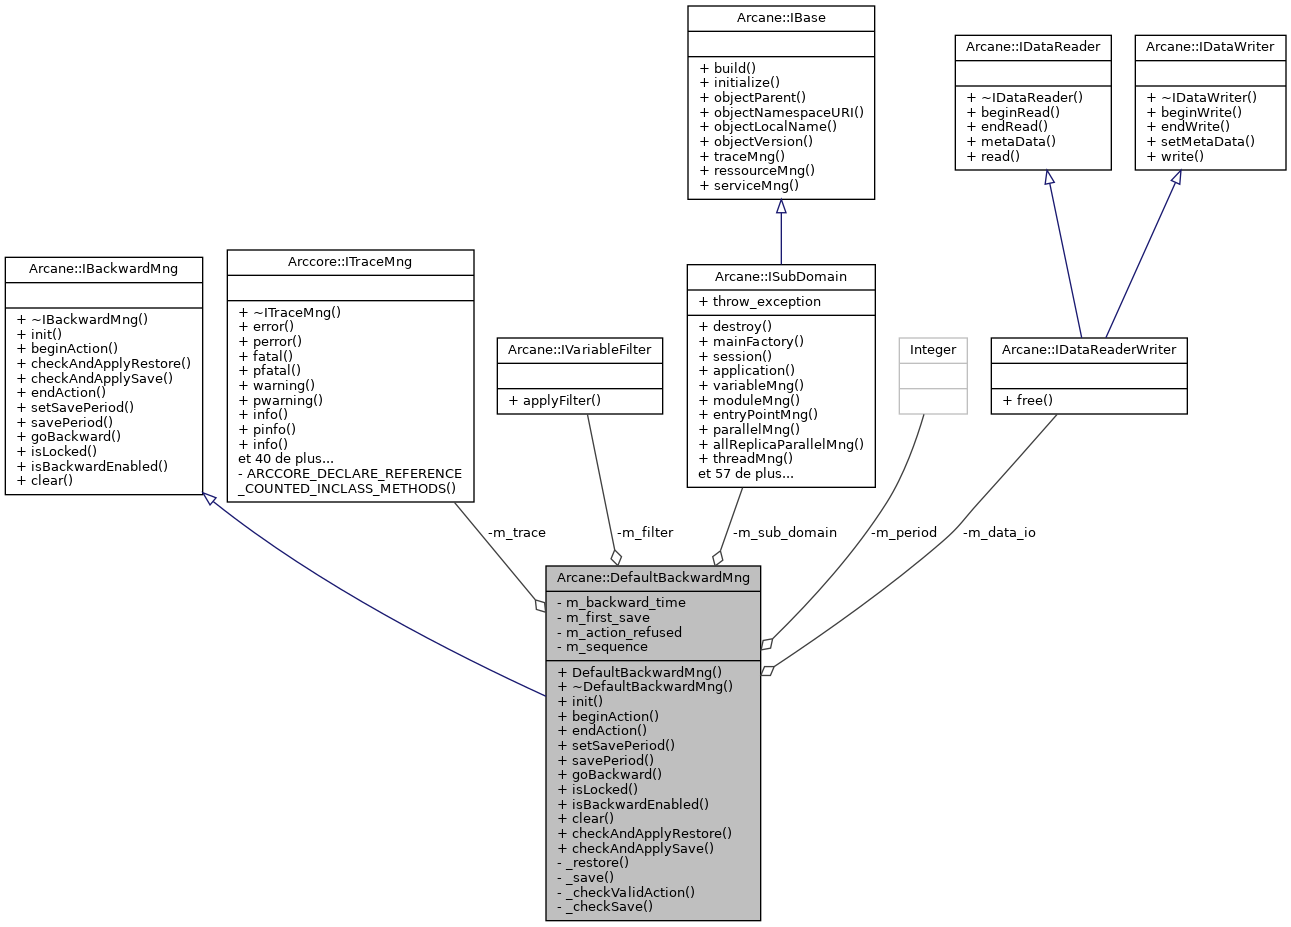 Arcane::IBase
+ build()
+ initialize()
+ objectParent()
+ objectNamespaceURI()
+ objectLocalName()
+ objectVersion()
+ traceMng()
+ ressourceMng()
+ serviceMng()
Arcane::IDataReader
+ ~IDataReader()
+ beginRead()
+ endRead()
+ metaData()
+ read()
Arcane::IDataWriter
+ ~IDataWriter()
+ beginWrite()
+ endWrite()
+ setMetaData()
+ write()
Arcane::IBackwardMng
+ ~IBackwardMng()
+ init()
+ beginAction()
+ checkAndApplyRestore()
+ checkAndApplySave()
+ endAction()
+ setSavePeriod()
+ savePeriod()
+ goBackward()
+ isLocked()
+ isBackwardEnabled()
+ clear()
Arccore::ITraceMng
+ ~ITraceMng()
+ error()
+ perror()
+ fatal()
+ pfatal()
+ warning()
+ pwarning()
+ info()
+ pinfo()
+ info()
et 40 de plus...
- ARCCORE_DECLARE_REFERENCE
_COUNTED_INCLASS_METHODS()
Arcane::IVariableFilter
+ applyFilter()
Arcane::ISubDomain
+ throw_exception
+ destroy()
+ mainFactory()
+ session()
+ application()
+ variableMng()
+ moduleMng()
+ entryPointMng()
+ parallelMng()
+ allReplicaParallelMng()
+ threadMng()
et 57 de plus...
Integer
Arcane::IDataReaderWriter
+ free()
-m_trace
-m_filter
-m_sub_domain
-m_period
-m_data_io
Arcane::DefaultBackwardMng
- m_backward_time
- m_first_save
- m_action_refused
- m_sequence
+ DefaultBackwardMng()
+ ~DefaultBackwardMng()
+ init()
+ beginAction()
+ endAction()
+ setSavePeriod()
+ savePeriod()
+ goBackward()
+ isLocked()
+ isBackwardEnabled()
+ clear()
+ checkAndApplyRestore()
+ checkAndApplySave()
- _restore()
- _save()
- _checkValidAction()
- _checkSave()